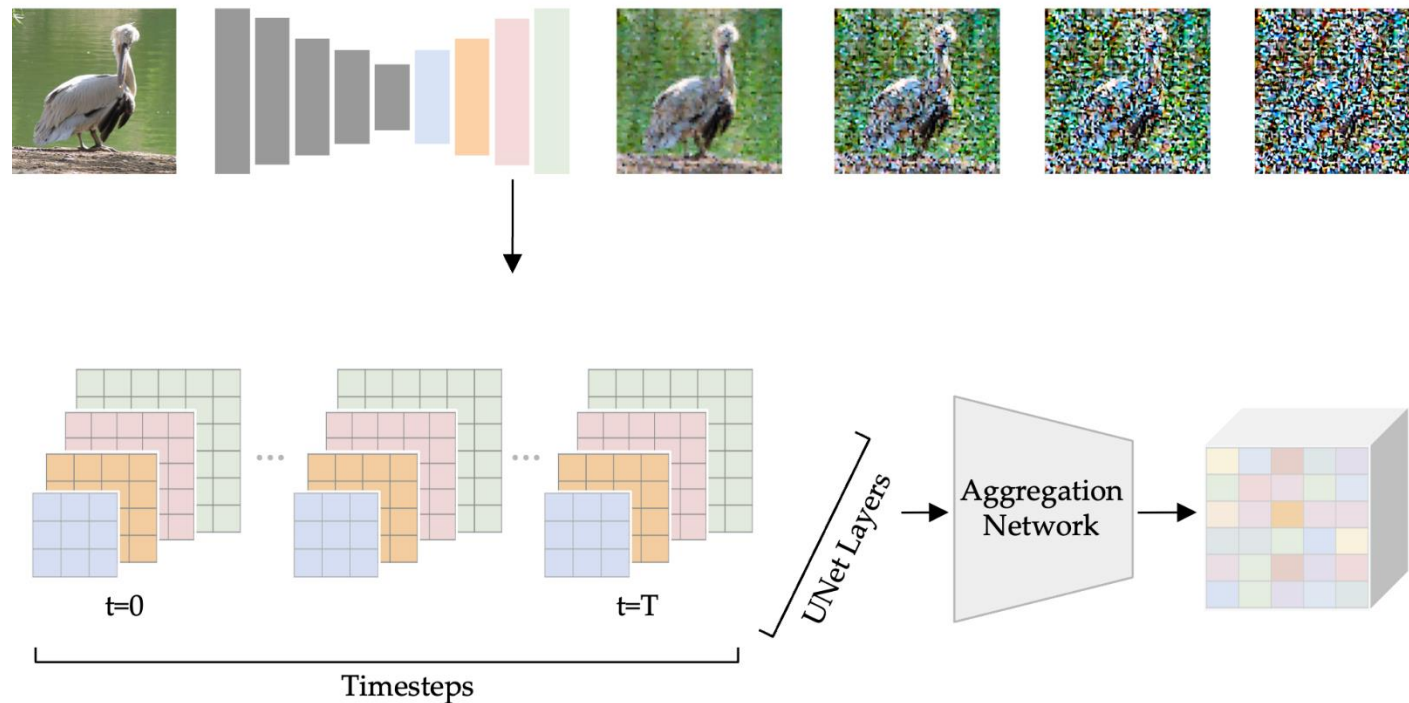 UNet Layers
Aggregation
Network
t=0
t=T
Timesteps